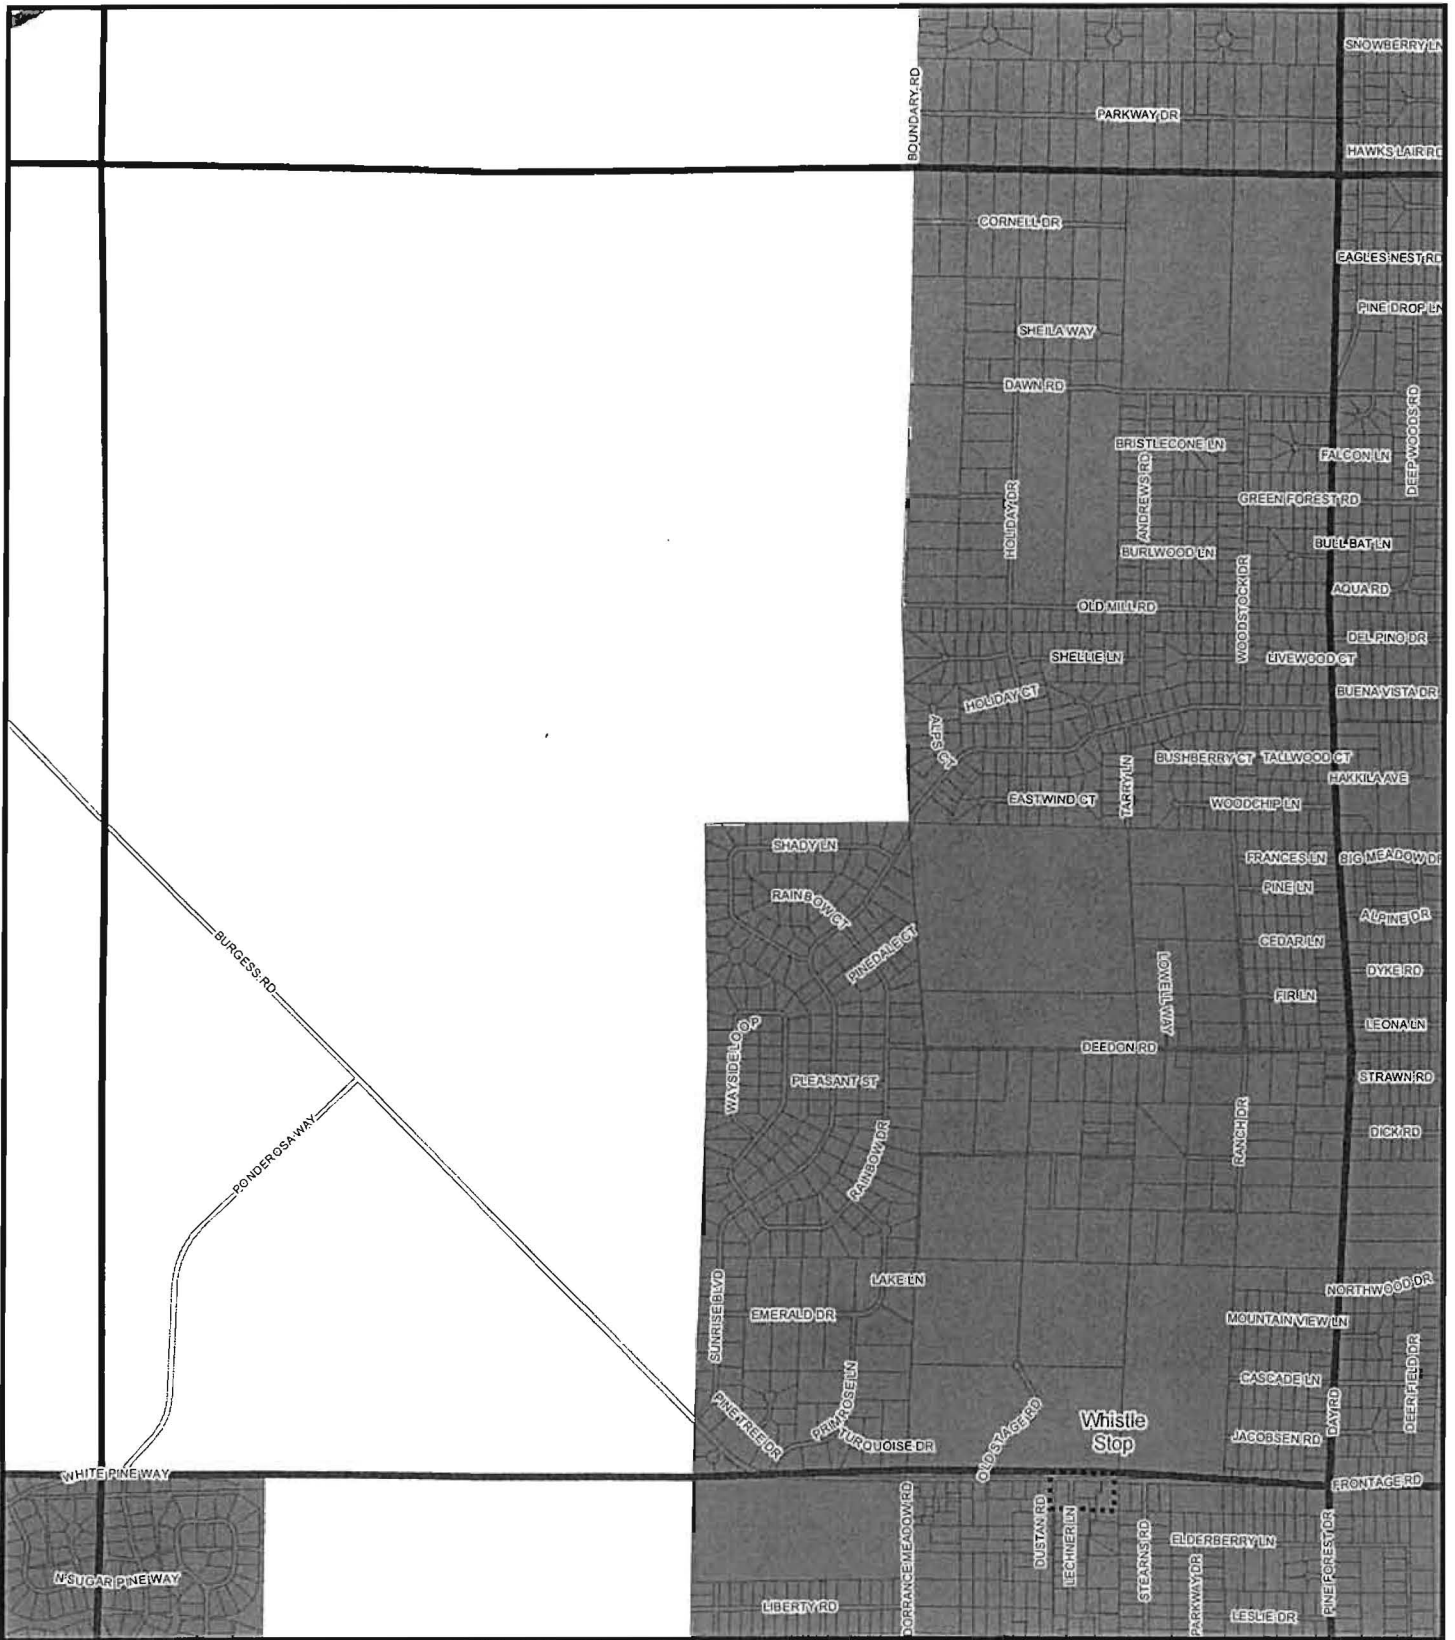 SNOWBERRY LN
BOUNDARY RD
PARKWAY DR
HAWKS LAIR RD
CORNELL DR
EAGLES NEST RD
PINE DROP LN
SHEILA WAY
DAWN RD
DEEP WOODS RD
BRISTLECONE LN
FALCON LN
ANDREWS RD
GREEN FOREST RD
HOLIDAY DR
BULL BAT LN
BURLWOOD LN
AQUA RD
WOODSTOCK DR
OLD MILL RD
DEL PINO DR
SHELLIE LN
LIVEWOOD CT
HOLIDAY CT
BUENA VISTA DR
ALPS CT
BUSHBERRY CT
TALLWOOD CT
HAKKILA AVE
TARRY LN
EASTWIND CT
WOODCHIP LN
SHADY LN
FRANCES LN
BIG MEADOW DR
PINE LN
RAINBOW CT
ALPINE DR
PINEDALE CT
CEDAR LN
BURGESS RD
DYKE RD
LOWELL WAY
FIR LN
LEONA LN
DEEDON RD
WAYSIDE LOOP
PLEASANT ST
STRAWN RD
RANCH DR
DICK RD
PONDEROSA WAY
RAINBOW DR
LAKE LN
NORTHWOOD DR
SUNRISE BLVD
EMERALD DR
MOUNTAIN VIEW LN
CASCADE LN
DEERFIELD DR
PRIMROSE LN
DAY RD
PINE TREE DR
OLD STAGE RD
Whistle
Stop
TURQUOISE DR
JACOBSEN RD
WHITE PINE WAY
FRONTAGE RD
DORRANCE MEADOW RD
DUSTAN RD
LECHNER LN
STEARNS RD
ELDERBERRY LN
PINE FOREST DR
N SUGAR PINE WAY
PARKWAY DR
LIBERTY RD
LESLIE DR